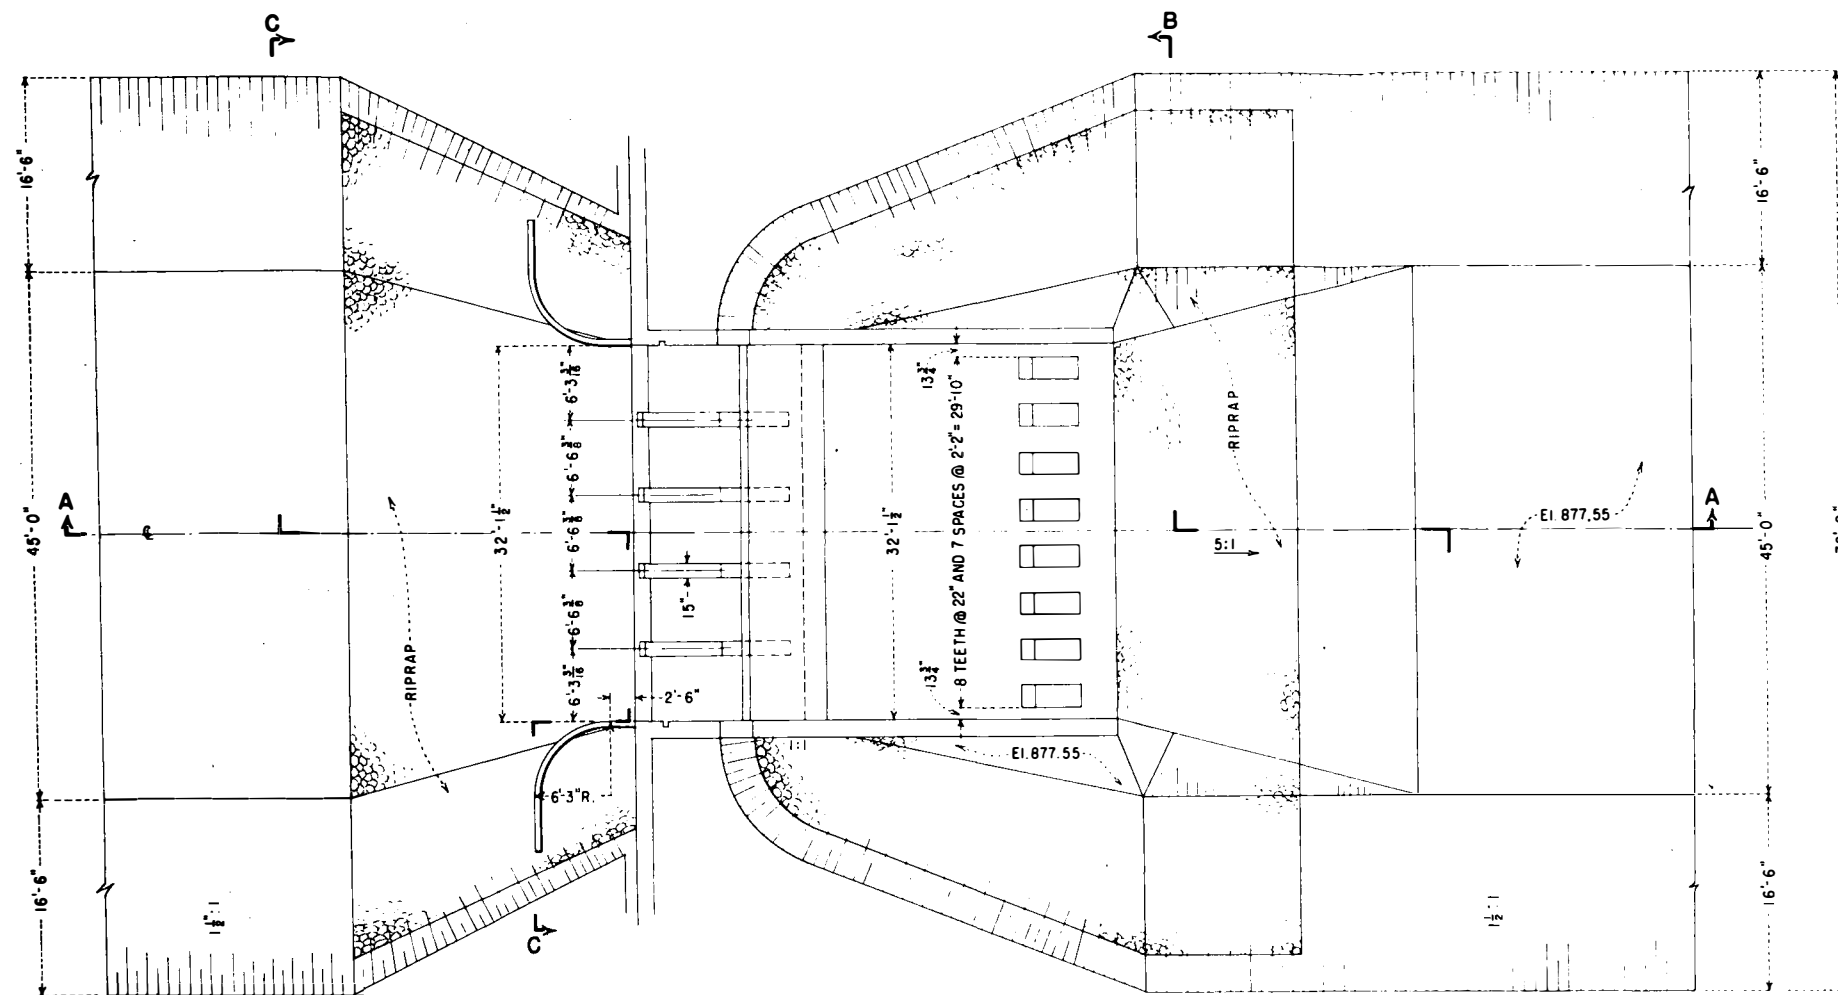 C
B
16'-6"
16'-6"
A
45'-0"
℄
RIPRAP
32'-1 1/2"
6'-3 3/16"
6'-6 3/8"
6'-6 3/8"
6'-6 3/8"
6'-3 3/16"
15"
2'-6"
6'-3"R.
32'-1 1/2"
13 3/4"
8 TEETH @ 22" AND 7 SPACES @ 2'-2" = 29'-10"
13 3/4"
RIPRAP
5:1
El. 877.55
A
45'-0"
1:1
El. 877.55
16'-6"
1 1/2":1
C
1 1/2:1
16'-6"